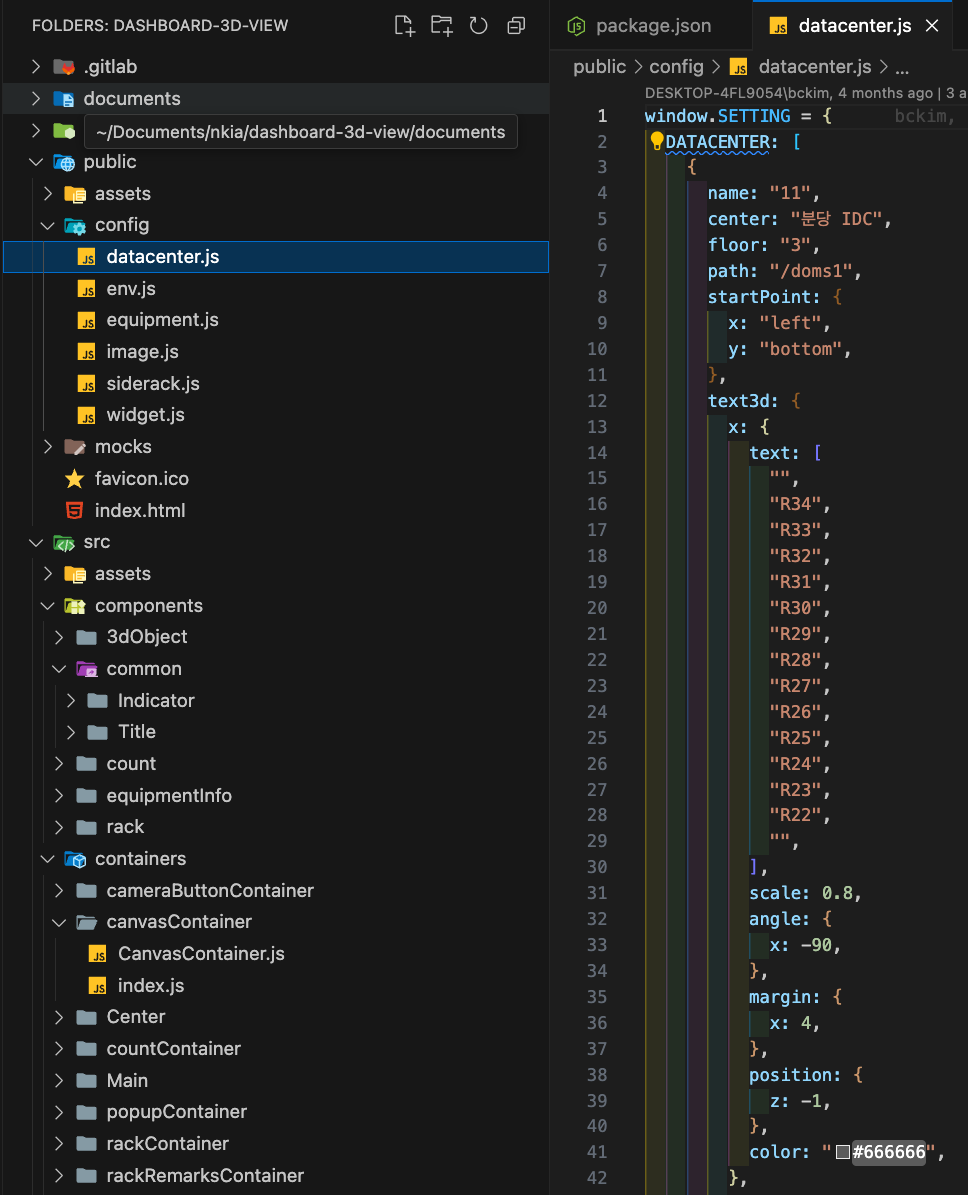 FOLDERS: DASHBOARD-3D-VIEW
.gitlab
documents
~/Documents/nkia/dashboard-3d-view/documents
public
assets
config
datacenter.js
env.js
equipment.js
image.js
siderack.js
widget.js
mocks
favicon.ico
index.html
src
assets
components
3dObject
common
Indicator
Title
count
equipmentInfo
rack
containers
cameraButtonContainer
canvasContainer
CanvasContainer.js
index.js
Center
countContainer
Main
popupContainer
rackContainer
rackRemarksContainer
package.json
datacenter.js
public > config > datacenter.js > ...
DESKTOP-4FL9054\bckim, 4 months ago | 3 a
1 window.SETTING = { bckim,
2 DATACENTER: [
3 {
4 name: "11",
5 center: "분당 IDC",
6 floor: "3",
7 path: "/doms1",
8 startPoint: {
9 x: "left",
10 y: "bottom",
11 },
12 text3d: {
13 x: {
14 text: [
15 "",
16 "R34",
17 "R33",
18 "R32",
19 "R31",
20 "R30",
21 "R29",
22 "R28",
23 "R27",
24 "R26",
25 "R25",
26 "R24",
27 "R23",
28 "R22",
29 "",
30 ],
31 scale: 0.8,
32 angle: {
33 x: -90,
34 },
35 margin: {
36 x: 4,
37 },
38 position: {
39 z: -1,
40 },
41 color: "#666666",
42 },